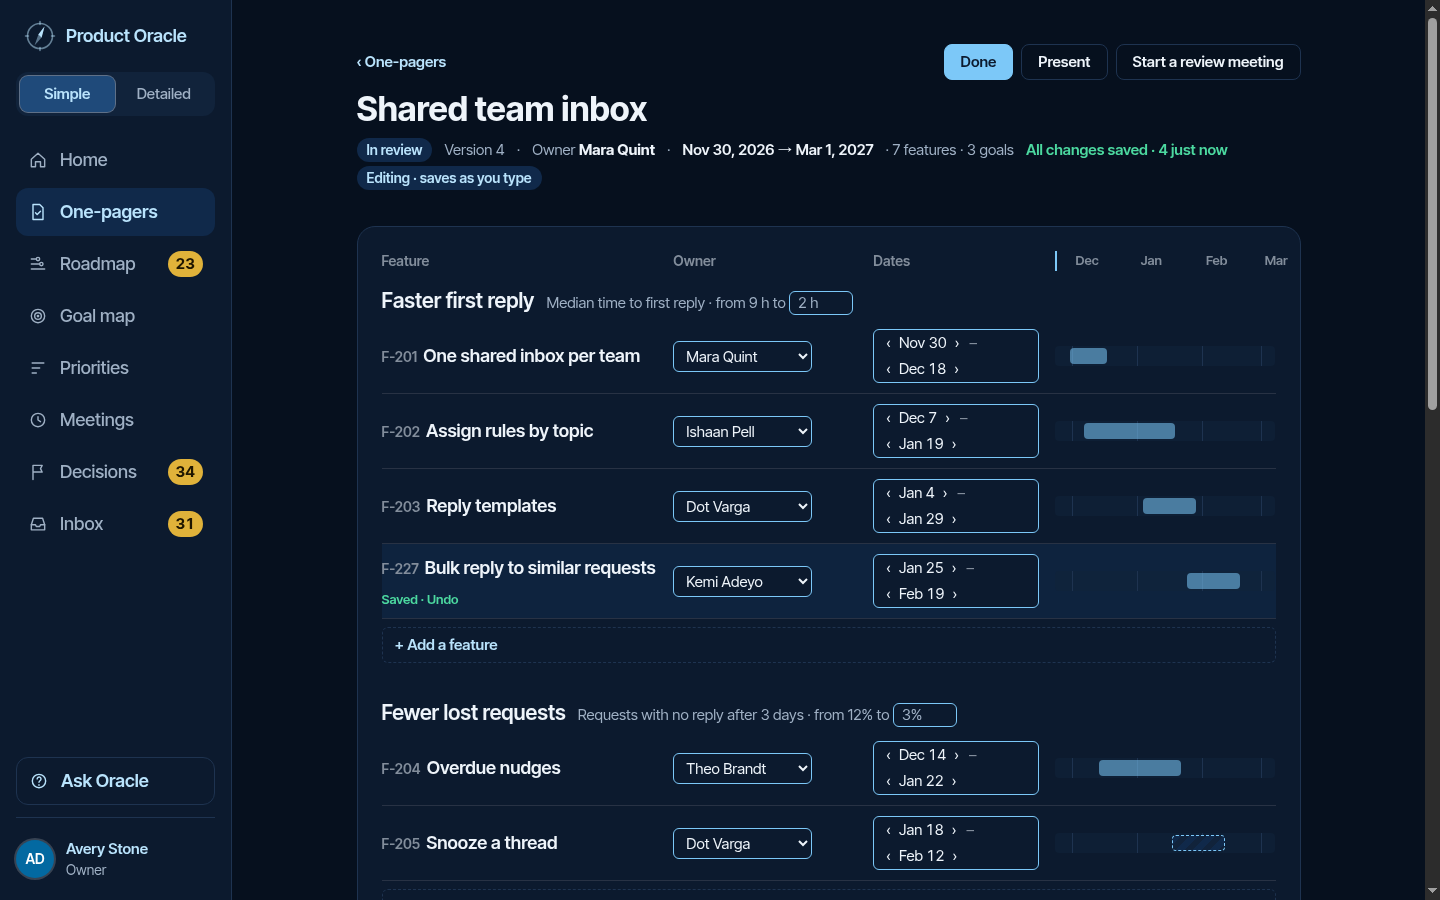 Product Oracle
Simple Detailed
Home
One-pagers
Roadmap 23
Goal map
Priorities
Meetings
Decisions 34
Inbox 31
Ask Oracle
AD Avery Stone
Owner
‹ One-pagers
Done Present Start a review meeting
Shared team inbox
In review Version 4 · Owner Mara Quint · Nov 30, 2026 → Mar 1, 2027 · 7 features · 3 goals All changes saved · 4 just now
Editing · saves as you type
Feature Owner Dates Dec Jan Feb Mar
Faster first reply Median time to first reply · from 9 h to 2 h
F-201 One shared inbox per team Mara Quint ‹ Nov 30 › –
‹ Dec 18 ›
F-202 Assign rules by topic Ishaan Pell ‹ Dec 7 › –
‹ Jan 19 ›
F-203 Reply templates Dot Varga ‹ Jan 4 › –
‹ Jan 29 ›
F-227 Bulk reply to similar requests Kemi Adeyo ‹ Jan 25 › –
‹ Feb 19 ›
Saved · Undo
+ Add a feature
Fewer lost requests Requests with no reply after 3 days · from 12% to 3%
F-204 Overdue nudges Theo Brandt ‹ Dec 14 › –
‹ Jan 22 ›
F-205 Snooze a thread Dot Varga ‹ Jan 18 › –
‹ Feb 12 ›